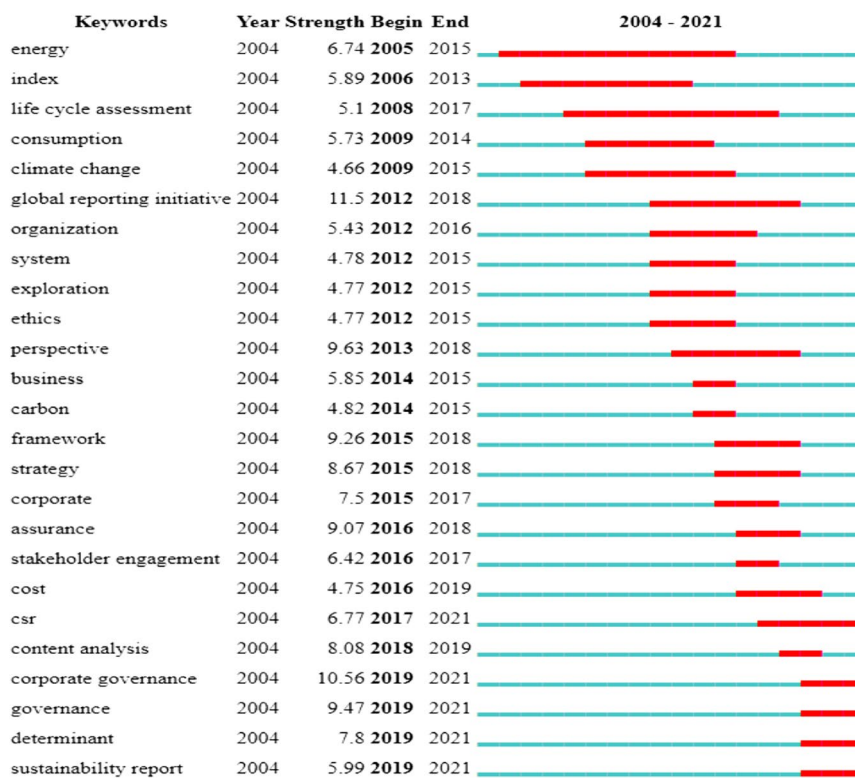 Keywords Year Strength Begin End 2004 - 2021
energy 2004 6.74 2005 2015
index 2004 5.89 2006 2013
life cycle assessment 2004 5.1 2008 2017
consumption 2004 5.73 2009 2014
climate change 2004 4.66 2009 2015
global reporting initiative 2004 11.5 2012 2018
organization 2004 5.43 2012 2016
system 2004 4.78 2012 2015
exploration 2004 4.77 2012 2015
ethics 2004 4.77 2012 2015
perspective 2004 9.63 2013 2018
business 2004 5.85 2014 2015
carbon 2004 4.82 2014 2015
framework 2004 9.26 2015 2018
strategy 2004 8.67 2015 2018
corporate 2004 7.5 2015 2017
assurance 2004 9.07 2016 2018
stakeholder engagement 2004 6.42 2016 2017
cost 2004 4.75 2016 2019
csr 2004 6.77 2017 2021
content analysis 2004 8.08 2018 2019
corporate governance 2004 10.56 2019 2021
governance 2004 9.47 2019 2021
determinant 2004 7.8 2019 2021
sustainability report 2004 5.99 2019 2021